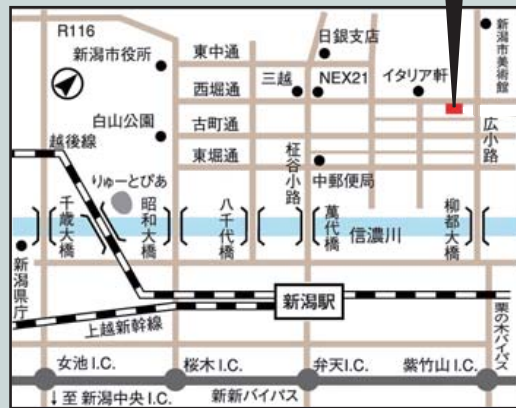 R116
新潟市役所
東中通
日銀支店
新潟市美術館
西堀通
三越
NEX21
イタリア軒
白山公園
古町通
広小路
越後線
東堀通
柾谷小路
中郵便局
りゅーとぴあ
千歳大橋
昭和大橋
八千代橋
萬代橋
信濃川
柳都大橋
新潟県庁
新潟駅
上越新幹線
栗の木バイパス
女池 I.C.
桜木 I.C.
弁天 I.C.
紫竹山 I.C.
↓至 新潟中央 I.C.
新新バイパス